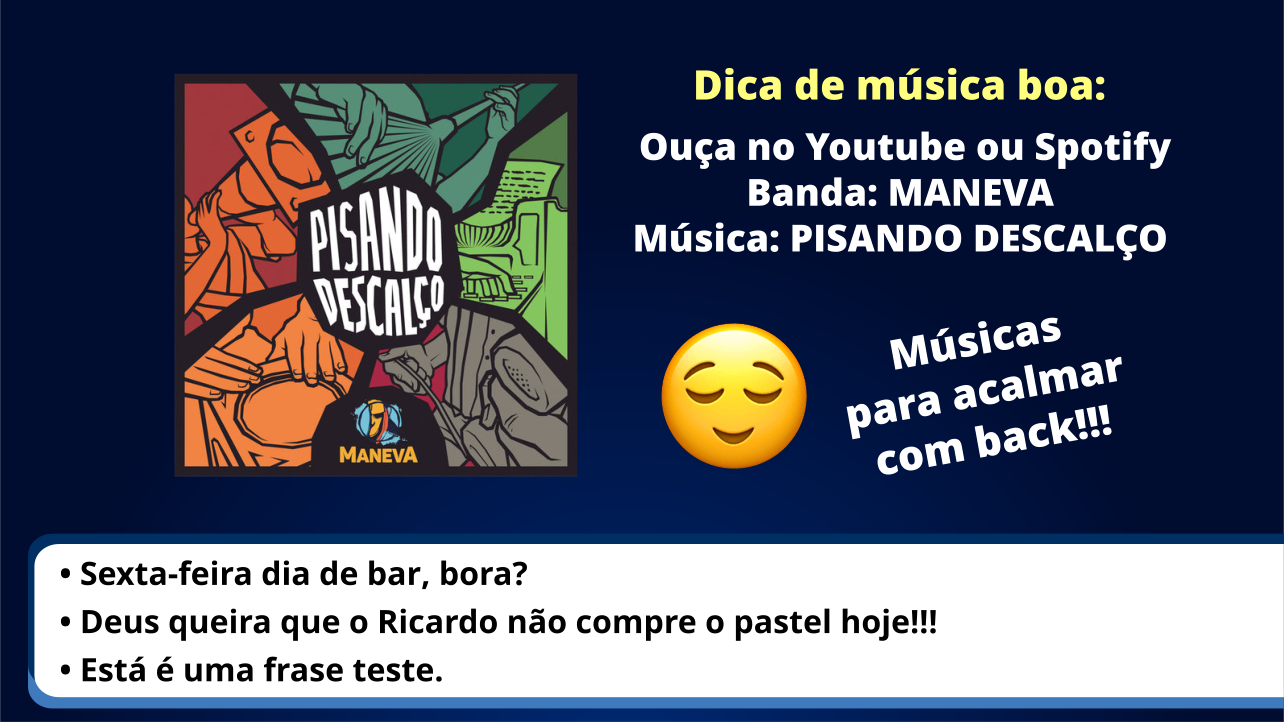 PISANDO
DESCALÇO
MANEVA
Dica de música boa:
Ouça no Youtube ou Spotify
Banda: MANEVA
Música: PISANDO DESCALÇO
Músicas
para acalmar
com back!!!
• Sexta-feira dia de bar, bora?
• Deus queira que o Ricardo não compre o pastel hoje!!!
• Está é uma frase teste.